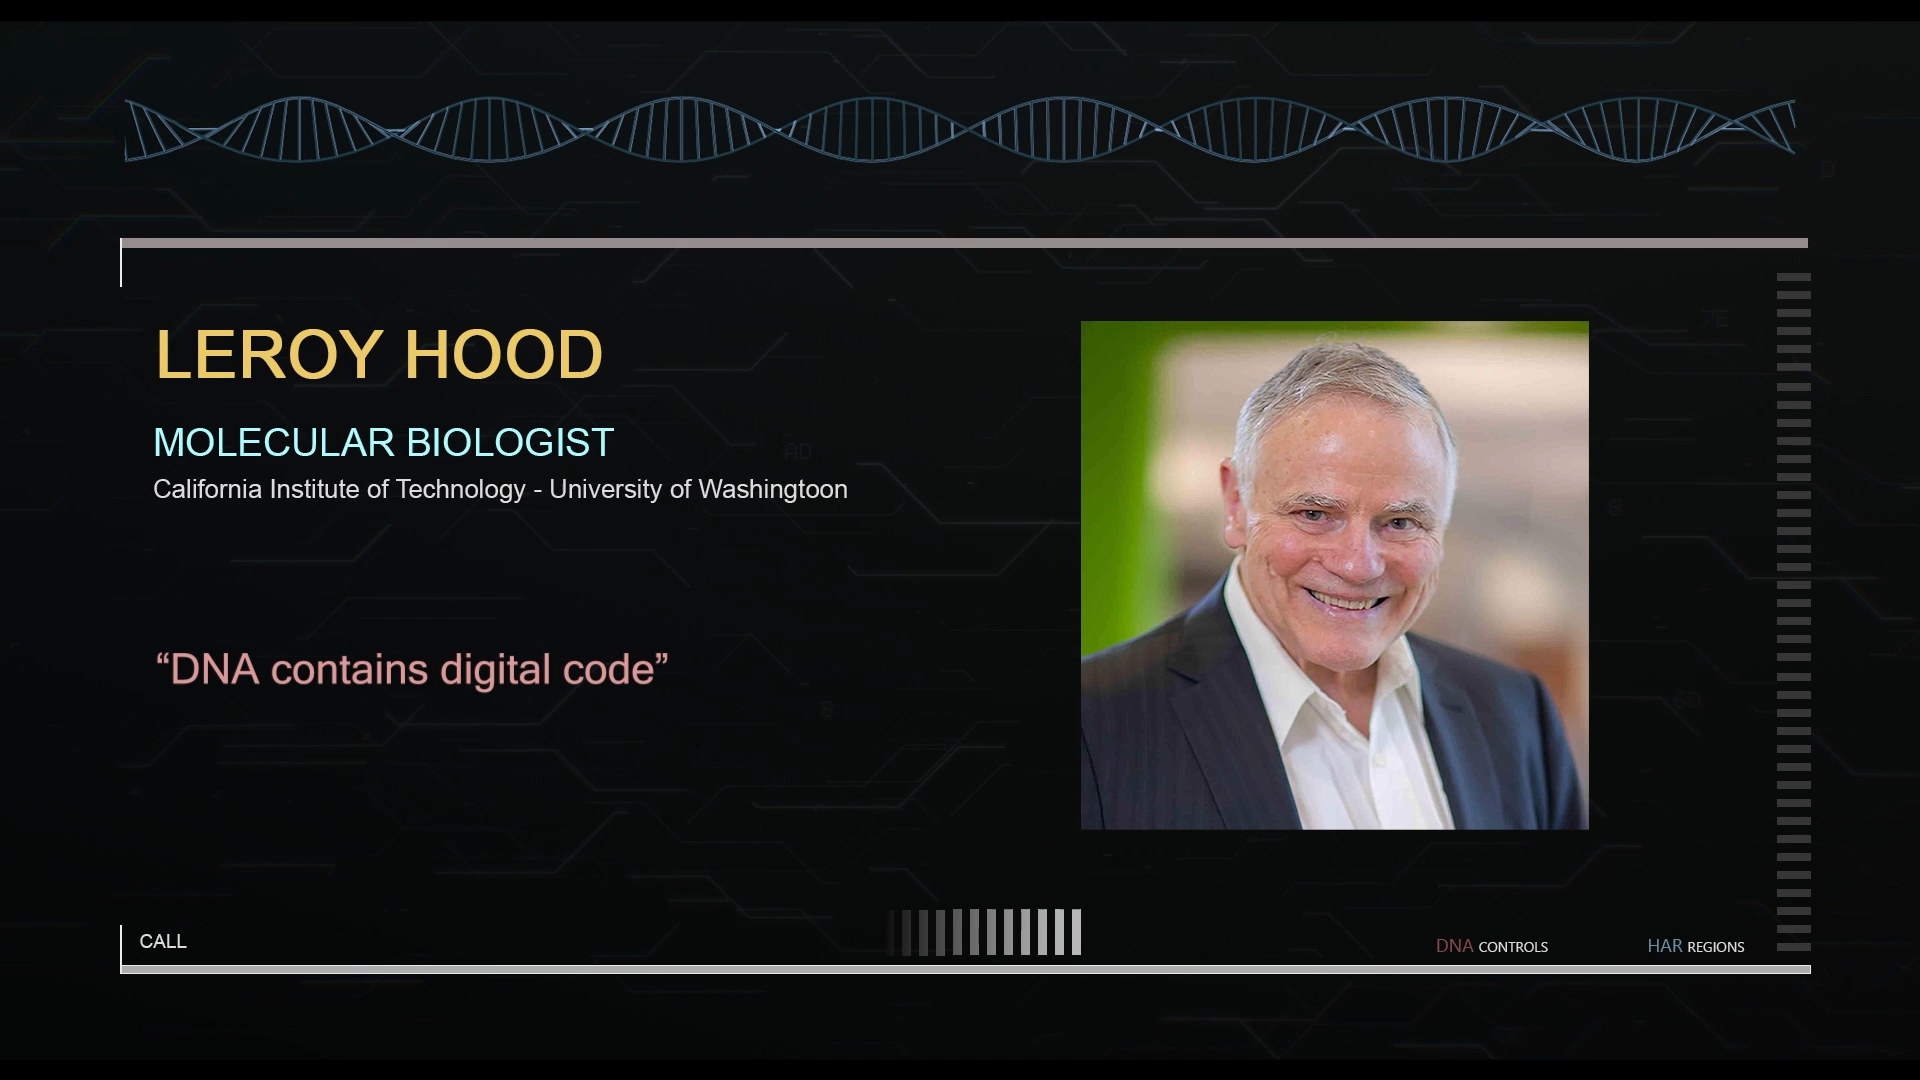 LEROY HOOD
MOLECULAR BIOLOGIST
California Institute of Technology - University of Washingtoon
“DNA contains digital code”
CALL
DNA CONTROLS
HAR REGIONS